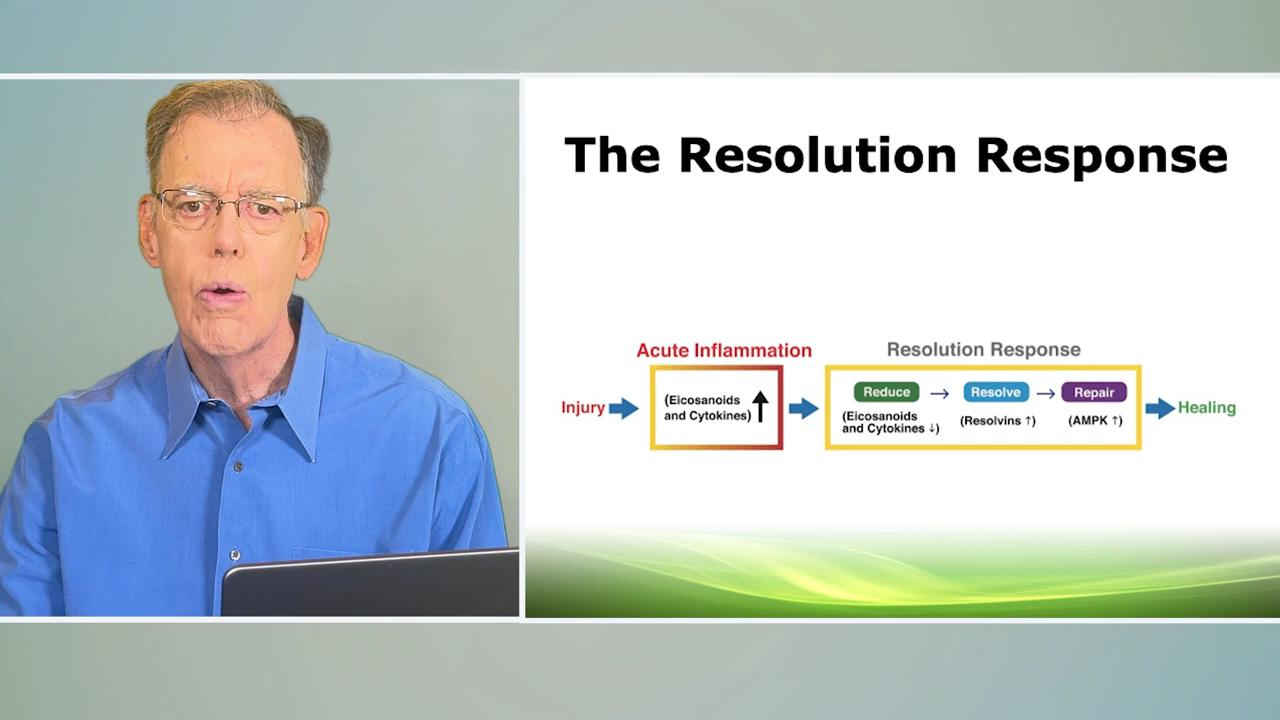 The Resolution Response
Acute Inflammation
Resolution Response
Injury
(Eicosanoids
and Cytokines)
Reduce
(Eicosanoids
and Cytokines ↓)
Resolve
(Resolvins ↑)
Repair
(AMPK ↑)
Healing